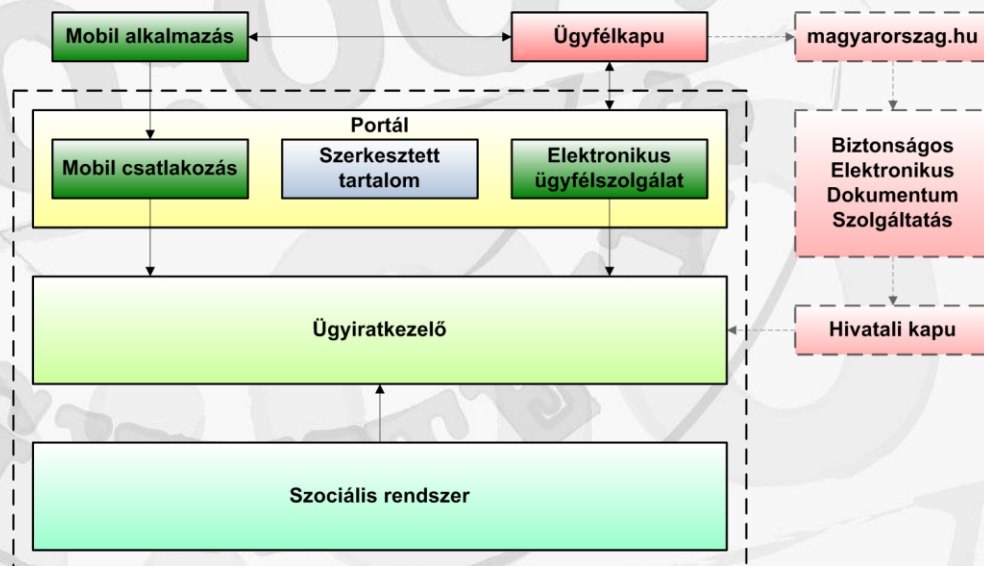 Mobil alkalmazás
Ügyfélkapu
magyarorszag.hu
Portál
Mobil csatlakozás
Szerkesztett
tartalom
Elektronikus
ügyfélszolgálat
Biztonságos
Elektronikus
Dokumentum
Szolgáltatás
Ügyiratkezelő
Hivatali kapu
Szociális rendszer